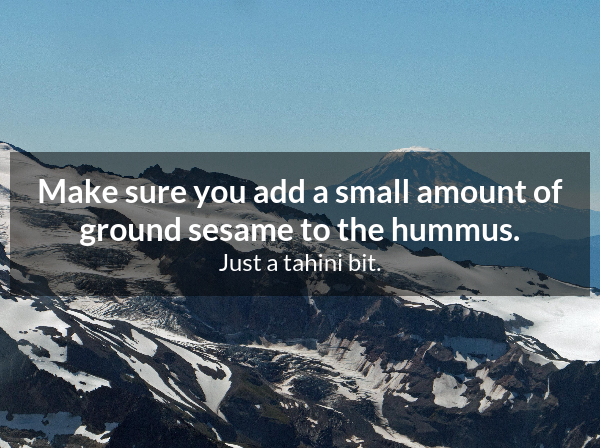 Make sure you add a small amount of
ground sesame to the hummus.
Just a tahini bit.